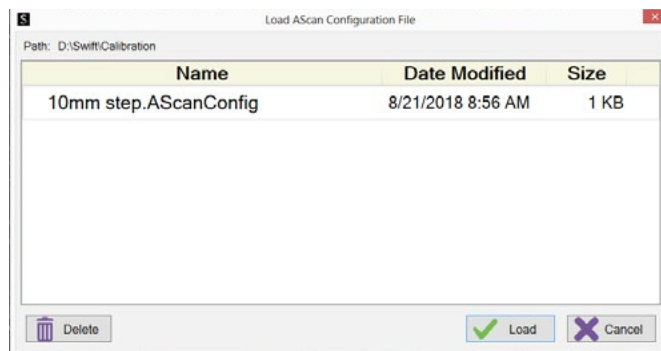 S Load AScan Configuration File
Path: D:\Swift\Calibration
Name Date Modified Size
10mm step.AScanConfig 8/21/2018 8:56 AM 1 KB
Delete Load Cancel